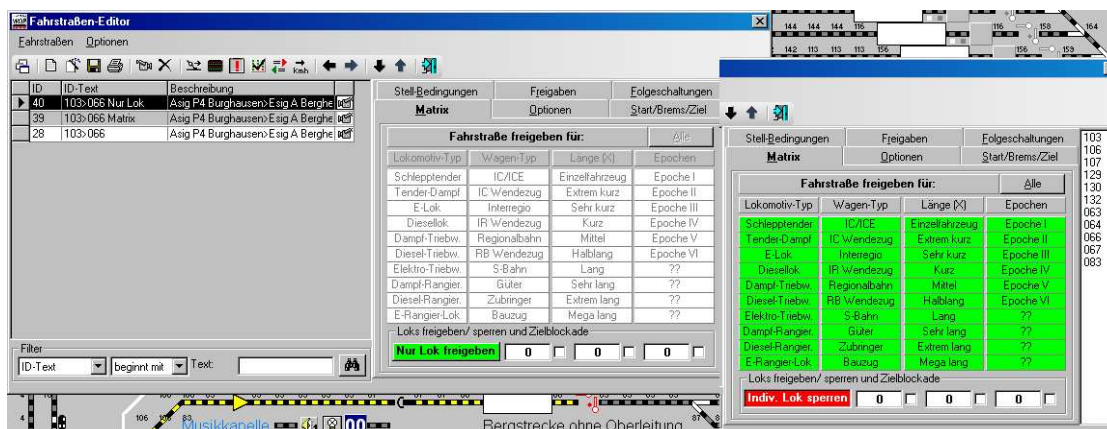 Fahrstraßen-Editor
Fahrstraßen Optionen
ID ID-Text Beschreibung
40 103>066 Nur Lok Asig P4 Burghausen>Esig A Berghe
39 103>066 Matrix Asig P4 Burghausen>Esig A Berghe
28 103>066 Asig P4 Burghausen>Esig A Berghe
Filter
ID-Text beginnt mit Text:
Stell-Bedingungen Freigaben Folgeschaltungen
Matrix Optionen Start/Brems/Ziel
Fahrstraße freigeben für: Alle
Lokomotiv-Typ Wagen-Typ Länge (X) Epochen
Schlepptender IC/ICE Einzelfahrzeug Epoche I
Tender-Dampf IC Wendezug Extrem kurz Epoche II
E-Lok Interregio Sehr kurz Epoche III
Diesellok IR Wendezug Kurz Epoche IV
Dampf-Triebw. Regionalbahn Mittel Epoche V
Diesel-Triebw. RB Wendezug Halblang Epoche VI
Elektro-Triebw. S-Bahn Lang ??
Dampf-Rangier. Güter Sehr lang ??
Diesel-Rangier. Zubringer Extrem lang ??
E-Rangier-Lok Bauzug Mega lang ??
Loks freigeben/ sperren und Zielblockade
Nur Lok freigeben 0 0 0
144 144 144 116 116 158 164
142 113 113 156 156 159
Stell-Bedingungen Freigaben Folgeschaltungen
Matrix Optionen Start/Brems/Ziel
Fahrstraße freigeben für: Alle
Lokomotiv-Typ Wagen-Typ Länge (X) Epochen
Schlepptender IC/ICE Einzelfahrzeug Epoche I
Tender-Dampf IC Wendezug Extrem kurz Epoche II
E-Lok Interregio Sehr kurz Epoche III
Diesellok IR Wendezug Kurz Epoche IV
Dampf-Triebw. Regionalbahn Mittel Epoche V
Diesel-Triebw. RB Wendezug Halblang Epoche VI
Elektro-Triebw. S-Bahn Lang ??
Dampf-Rangier. Güter Sehr lang ??
Diesel-Rangier. Zubringer Extrem lang ??
E-Rangier-Lok Bauzug Mega lang ??
Loks freigeben/ sperren und Zielblockade
Indiv. Lok sperren 0 0 0
103
106
107
129
130
132
063
064
066
067
083
106 83
Musikkapelle 00 Bergstrecke ohne Oberleitung 87